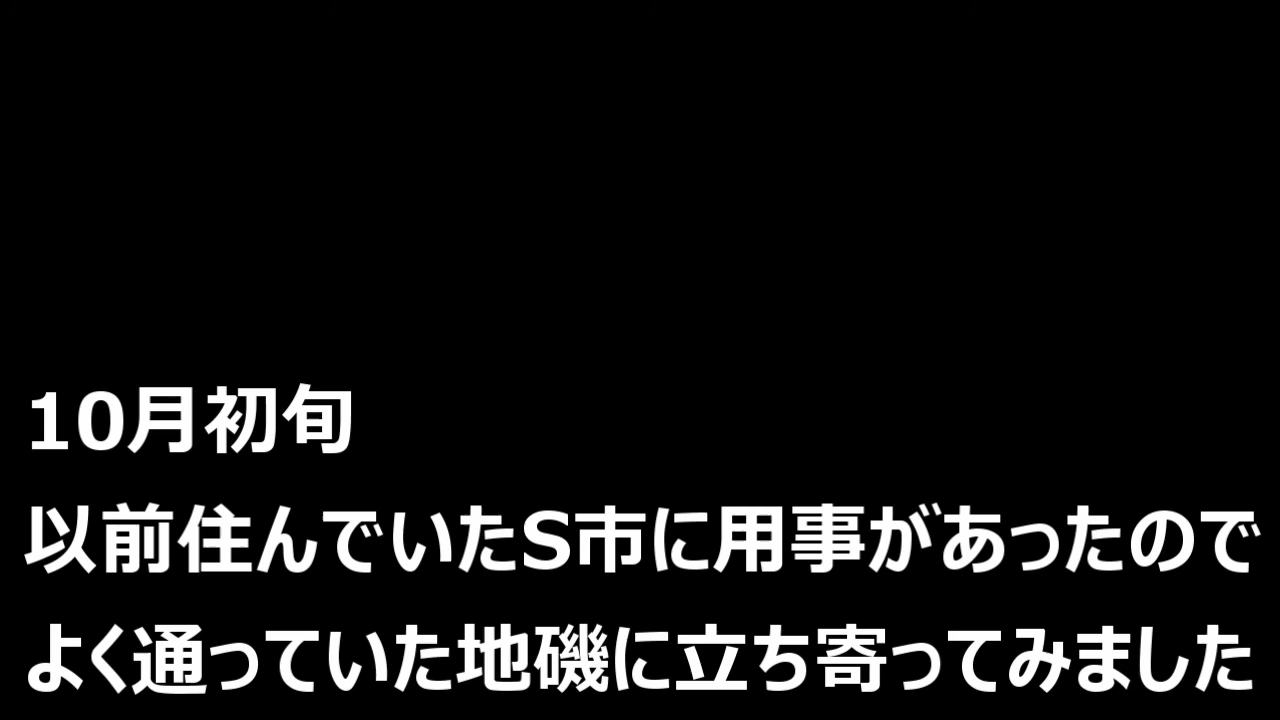 10月初旬
以前住んでいたS市に用事があったので
よく通っていた地磯に立ち寄ってみました